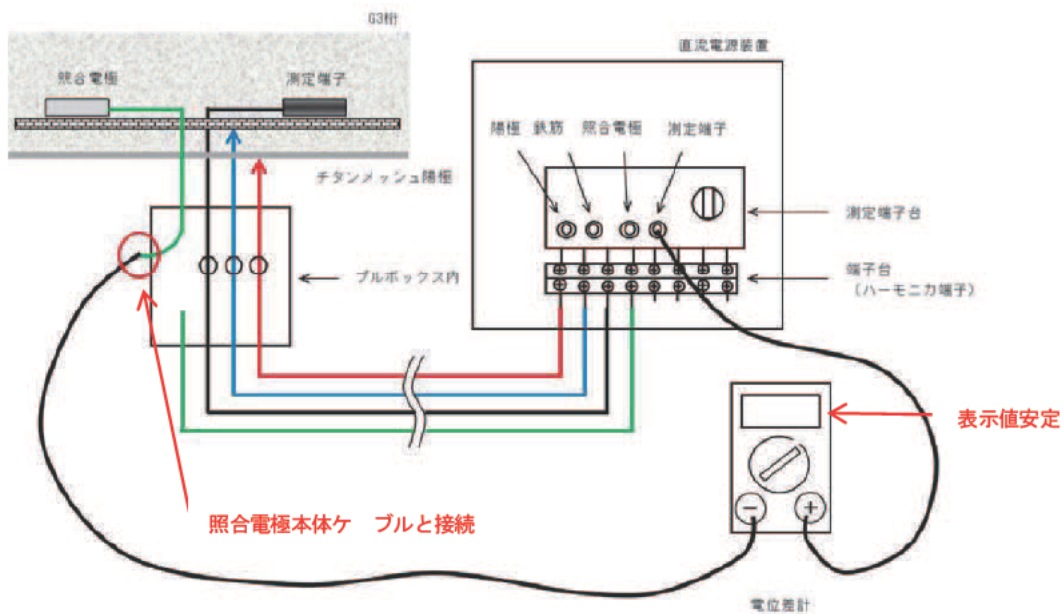 G3桁
直流電源装置
照合電極
測定端子
陽極 鉄筋 照合電極 測定端子
チタンメッシュ陽極
測定端子台
プルボックス内
端子台
(ハーモニカ端子)
表示値安定
照合電極本体ケ ブルと接続
− +
電位差計